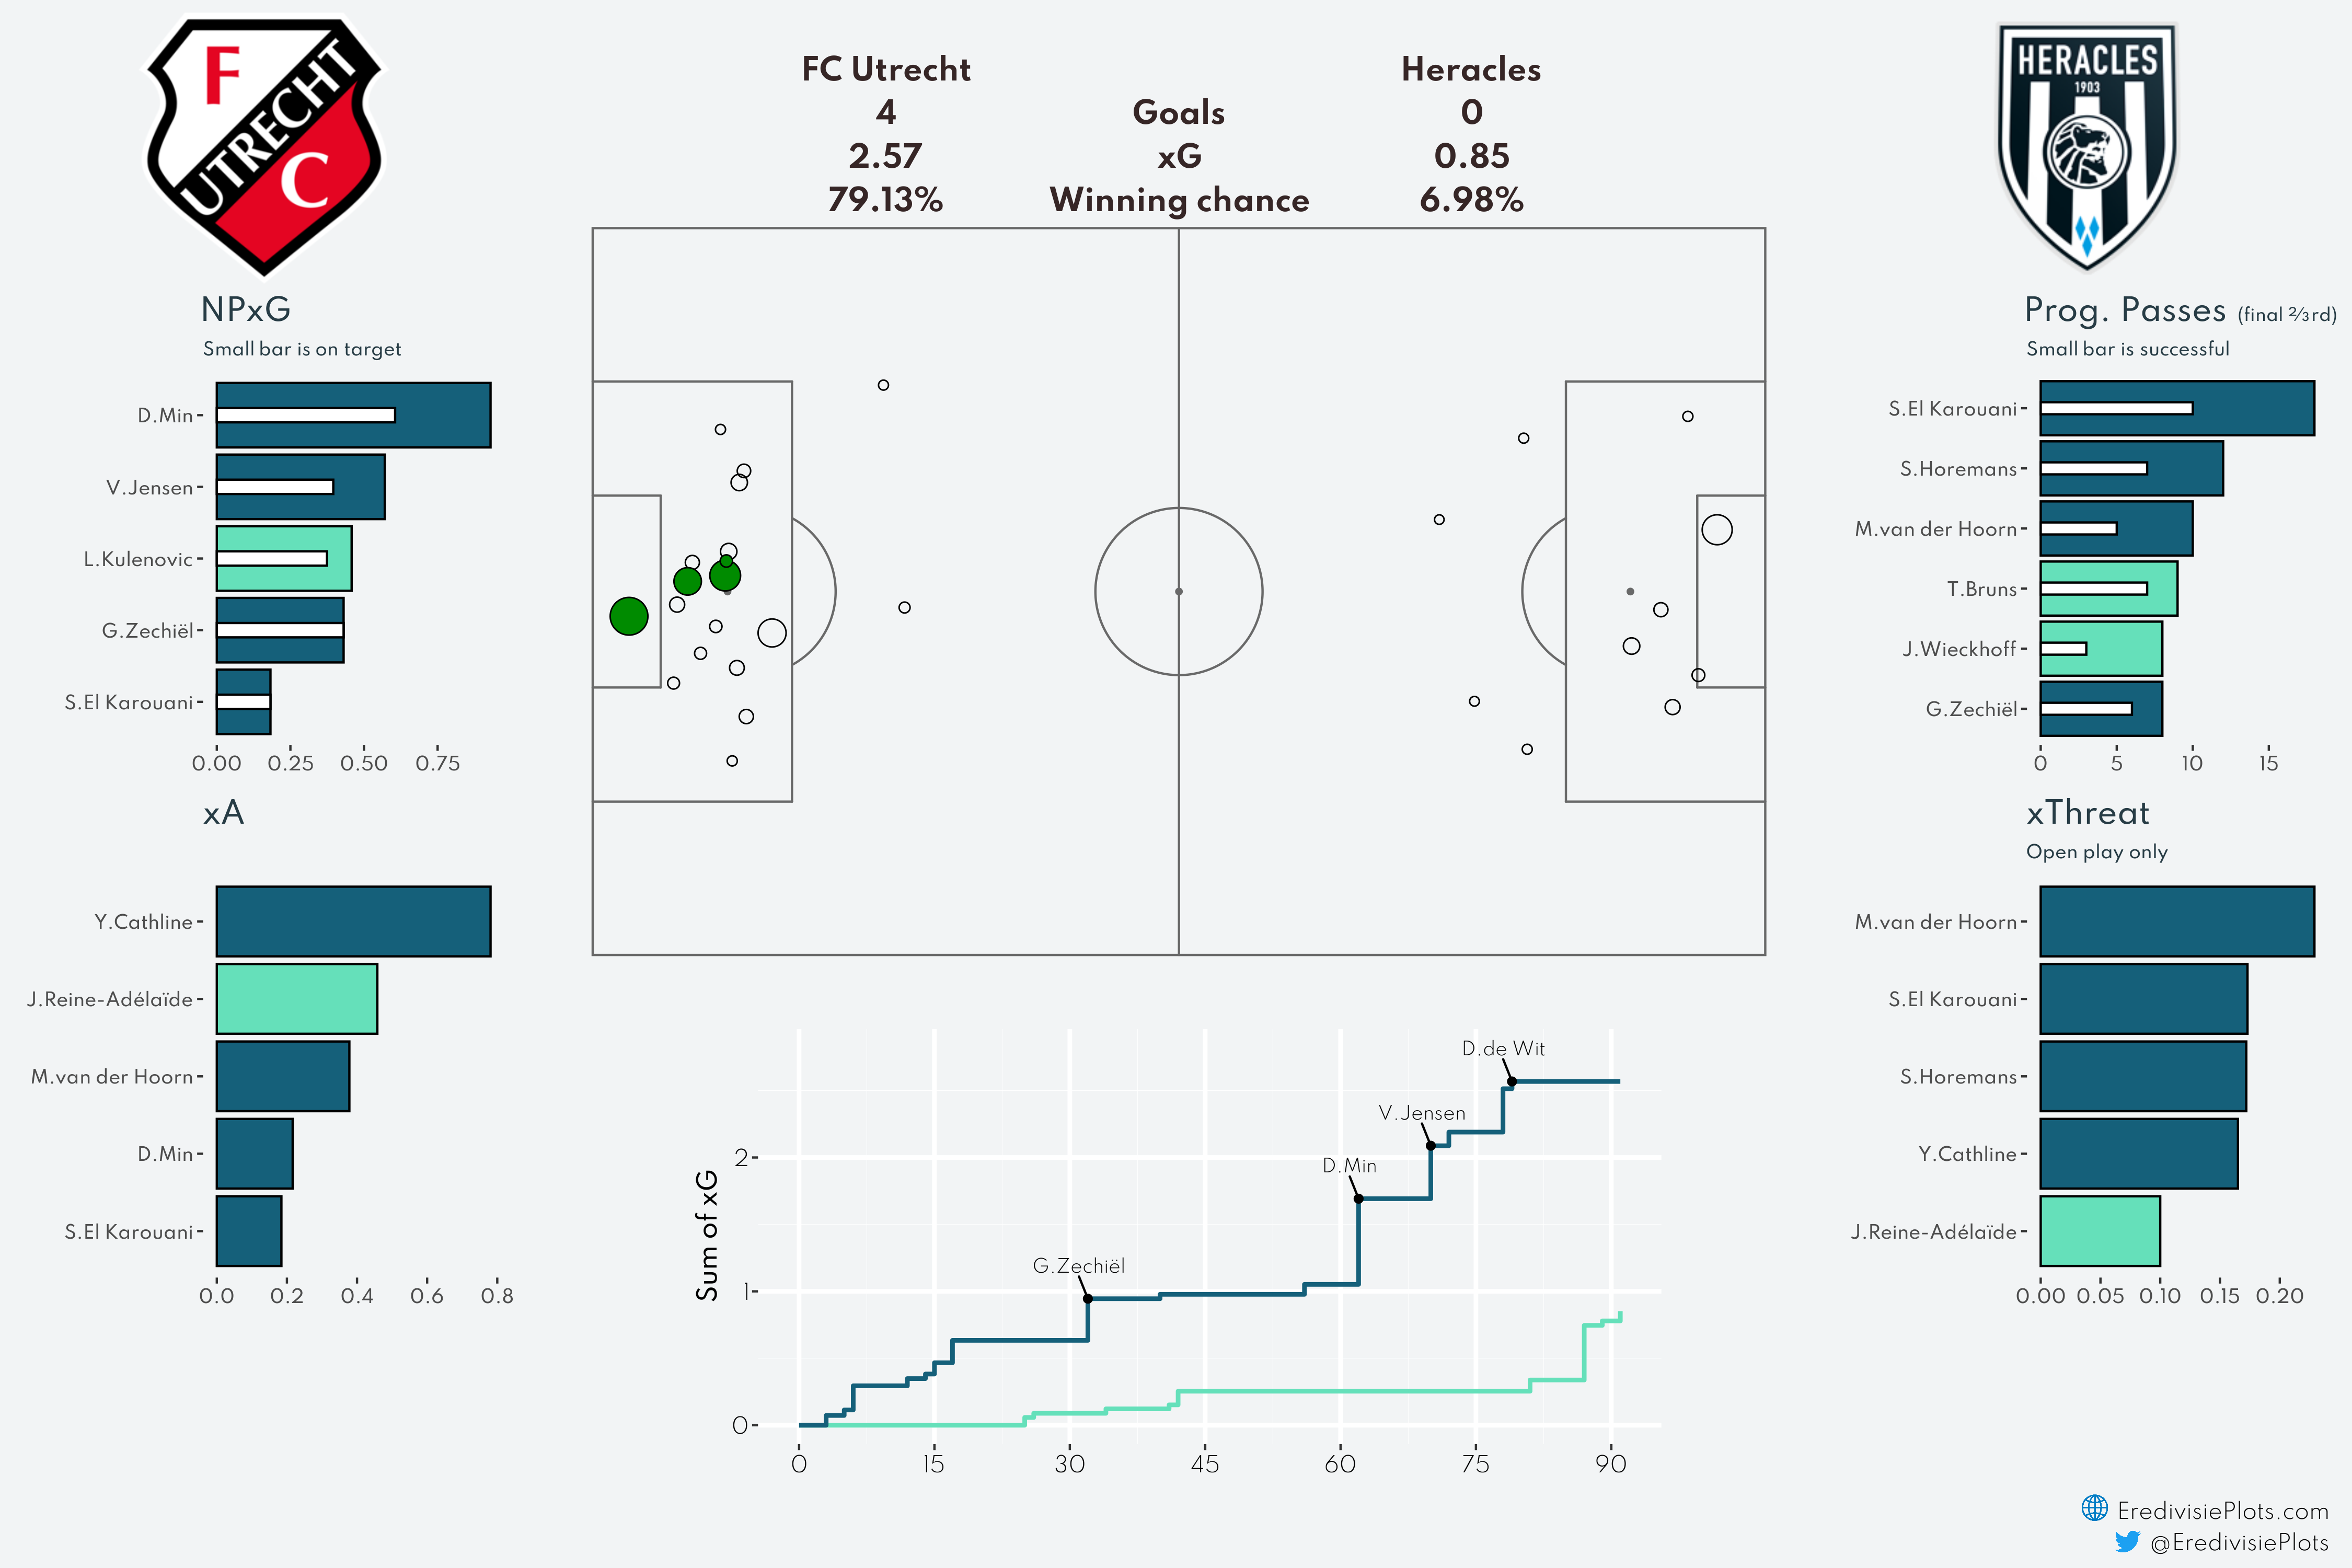 F
UTRECHT
C
FC Utrecht Heracles
4 Goals 0
2.57 xG 0.85
79.13% Winning chance 6.98%
HERACLES
1903
NPxG
Small bar is on target
D.Min
V.Jensen
L.Kulenovic
G.Zechiël
S.El Karouani
0.00 0.25 0.50 0.75
xA
Y.Cathline
J.Reine-Adélaïde
M.van der Hoorn
D.Min
S.El Karouani
0.0 0.2 0.4 0.6 0.8
D.de Wit
V.Jensen
D.Min
G.Zechiël
Sum of xG
2
1
0
0 15 30 45 60 75 90
Prog. Passes (final ⅔rd)
Small bar is successful
S.El Karouani
S.Horemans
M.van der Hoorn
T.Bruns
J.Wieckhoff
G.Zechiël
0 5 10 15
xThreat
Open play only
M.van der Hoorn
S.El Karouani
S.Horemans
Y.Cathline
J.Reine-Adélaïde
0.00 0.05 0.10 0.15 0.20
EredivisiePlots.com
@EredivisiePlots